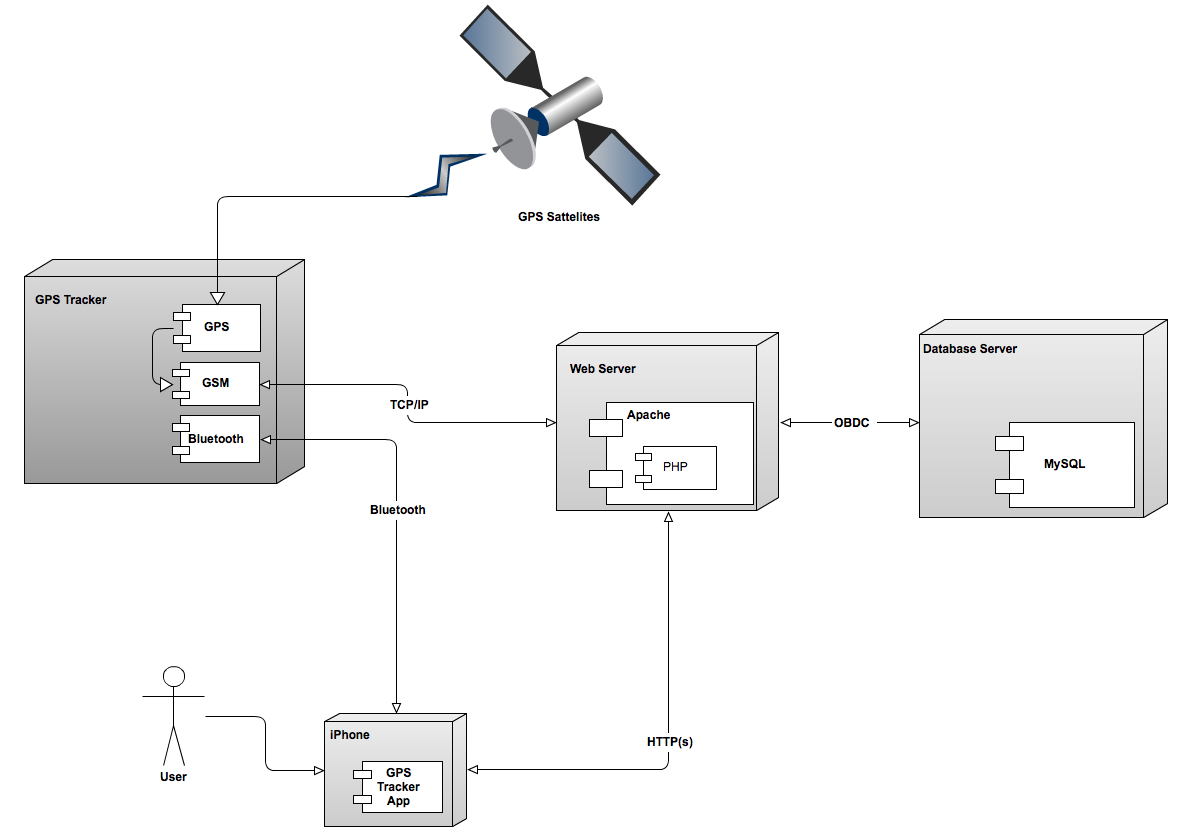 GPS Sattelites
GPS Tracker
GPS
GSM
Bluetooth
TCP/IP
Web Server
Apache
PHP
OBDC
Database Server
MySQL
Bluetooth
User
iPhone
GPS
Tracker
App
HTTP(s)